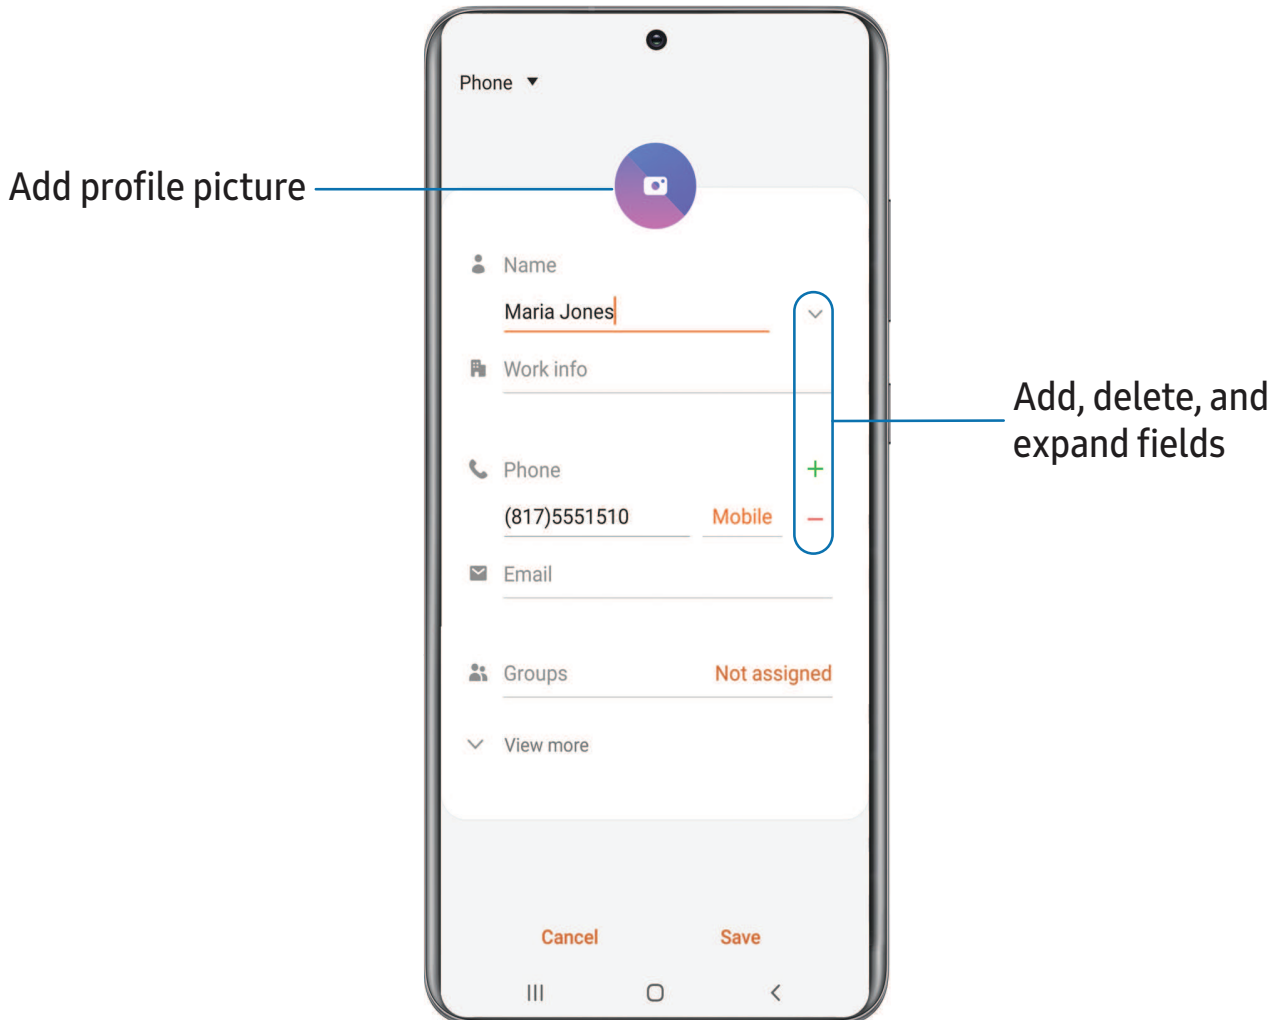 Phone
Add profile picture
Name
Maria Jones
Work info
Add, delete, and
expand fields
Phone
(817)5551510 Mobile
Email
Groups Not assigned
View more
Cancel Save